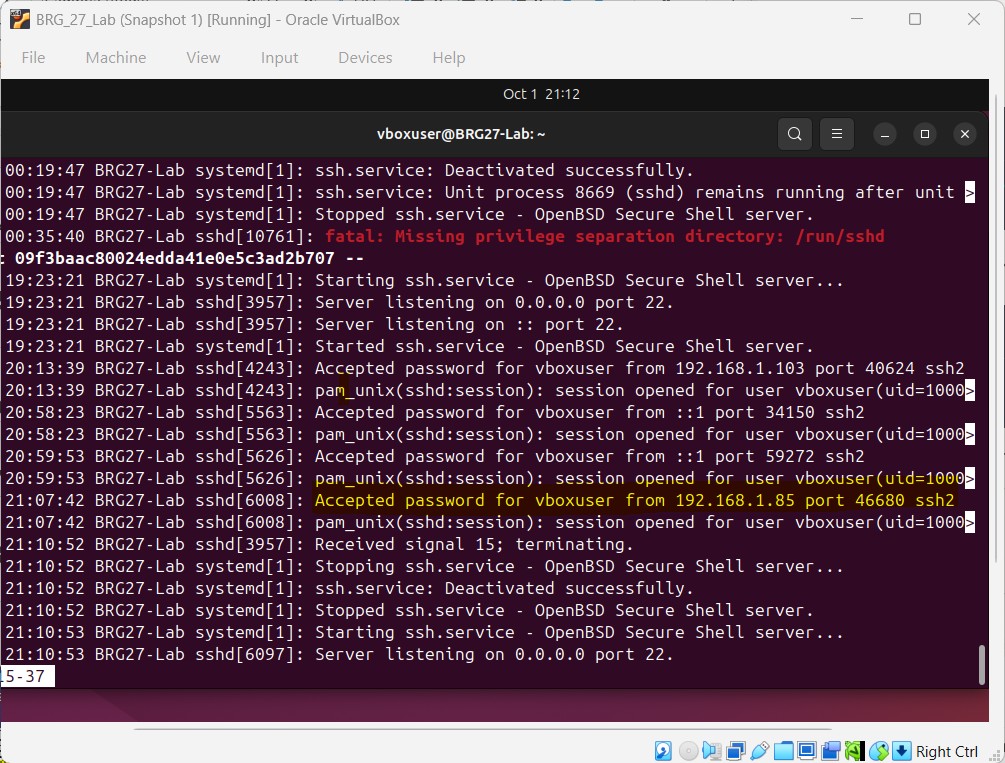 BRG_27_Lab (Snapshot 1) [Running] - Oracle VirtualBox
File Machine View Input Devices Help
Oct 1 21:12
vboxuser@BRG27-Lab: ~
00:19:47 BRG27-Lab systemd[1]: ssh.service: Deactivated successfully.
00:19:47 BRG27-Lab systemd[1]: ssh.service: Unit process 8669 (sshd) remains running after unit >
00:19:47 BRG27-Lab systemd[1]: Stopped ssh.service - OpenBSD Secure Shell server.
00:35:40 BRG27-Lab sshd[10761]: fatal: Missing privilege separation directory: /run/sshd
: 09f3baac80024edda41e0e5c3ad2b707 --
19:23:21 BRG27-Lab systemd[1]: Starting ssh.service - OpenBSD Secure Shell server...
19:23:21 BRG27-Lab sshd[3957]: Server listening on 0.0.0.0 port 22.
19:23:21 BRG27-Lab sshd[3957]: Server listening on :: port 22.
19:23:21 BRG27-Lab systemd[1]: Started ssh.service - OpenBSD Secure Shell server.
20:13:39 BRG27-Lab sshd[4243]: Accepted password for vboxuser from 192.168.1.103 port 40624 ssh2
20:13:39 BRG27-Lab sshd[4243]: pam_unix(sshd:session): session opened for user vboxuser(uid=1000>
20:58:23 BRG27-Lab sshd[5563]: Accepted password for vboxuser from ::1 port 34150 ssh2
20:58:23 BRG27-Lab sshd[5563]: pam_unix(sshd:session): session opened for user vboxuser(uid=1000>
20:59:53 BRG27-Lab sshd[5626]: Accepted password for vboxuser from ::1 port 59272 ssh2
20:59:53 BRG27-Lab sshd[5626]: pam_unix(sshd:session): session opened for user vboxuser(uid=1000>
21:07:42 BRG27-Lab sshd[6008]: Accepted password for vboxuser from 192.168.1.85 port 46680 ssh2
21:07:42 BRG27-Lab sshd[6008]: pam_unix(sshd:session): session opened for user vboxuser(uid=1000>
21:10:52 BRG27-Lab sshd[3957]: Received signal 15; terminating.
21:10:52 BRG27-Lab systemd[1]: Stopping ssh.service - OpenBSD Secure Shell server...
21:10:52 BRG27-Lab systemd[1]: ssh.service: Deactivated successfully.
21:10:52 BRG27-Lab systemd[1]: Stopped ssh.service - OpenBSD Secure Shell server.
21:10:53 BRG27-Lab systemd[1]: Starting ssh.service - OpenBSD Secure Shell server...
21:10:53 BRG27-Lab sshd[6097]: Server listening on 0.0.0.0 port 22.
15-37
Right Ctrl